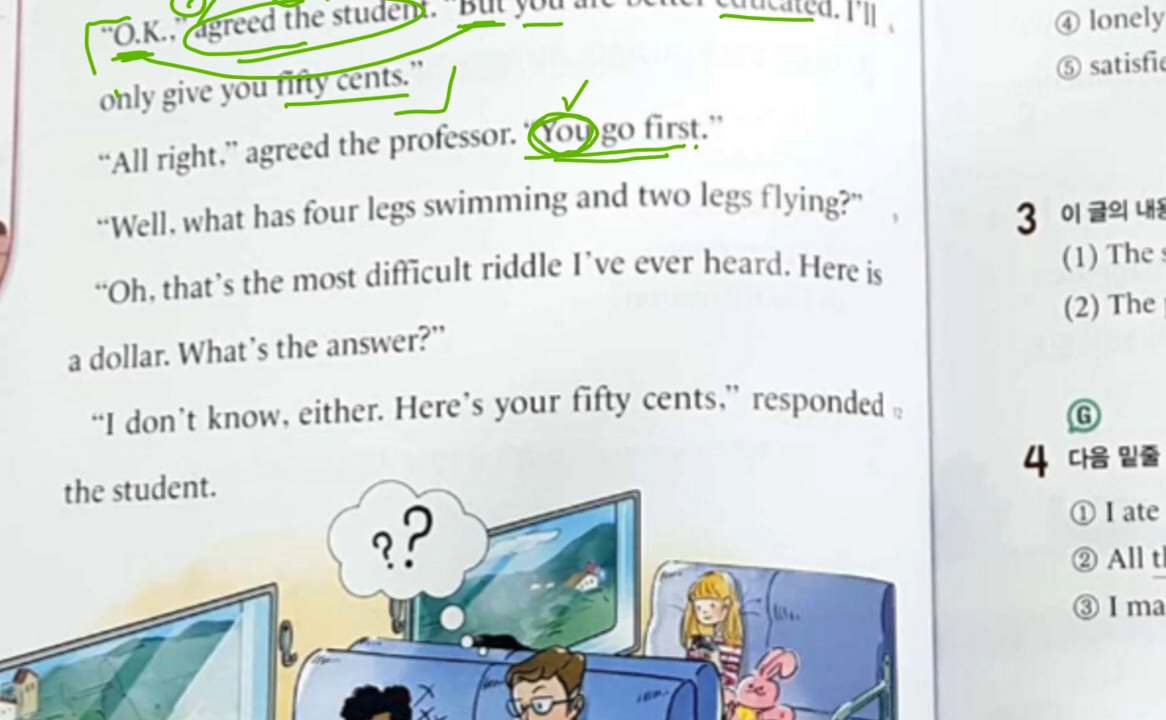 "O.K.," agreed the student. "But you are better educated. I'll
only give you fifty cents."
"All right," agreed the professor. "You go first."
"Well, what has four legs swimming and two legs flying?"
"Oh, that's the most difficult riddle I've ever heard. Here is
a dollar. What's the answer?"
"I don't know, either. Here's your fifty cents," responded
the student.
??
④ lonely
⑤
3 이 글의
(1) The
(2) The
G
4 다음 밑줄
① I ate
② All
③ I